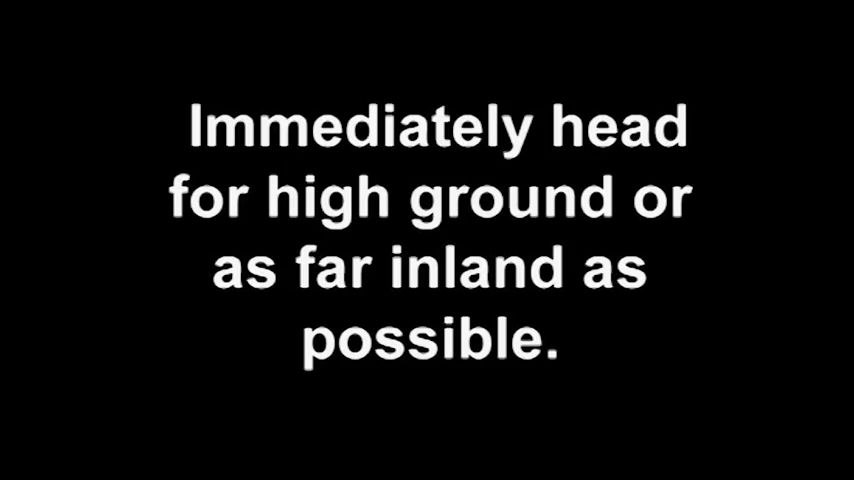 Immediately head
for high ground or
as far inland as
possible.